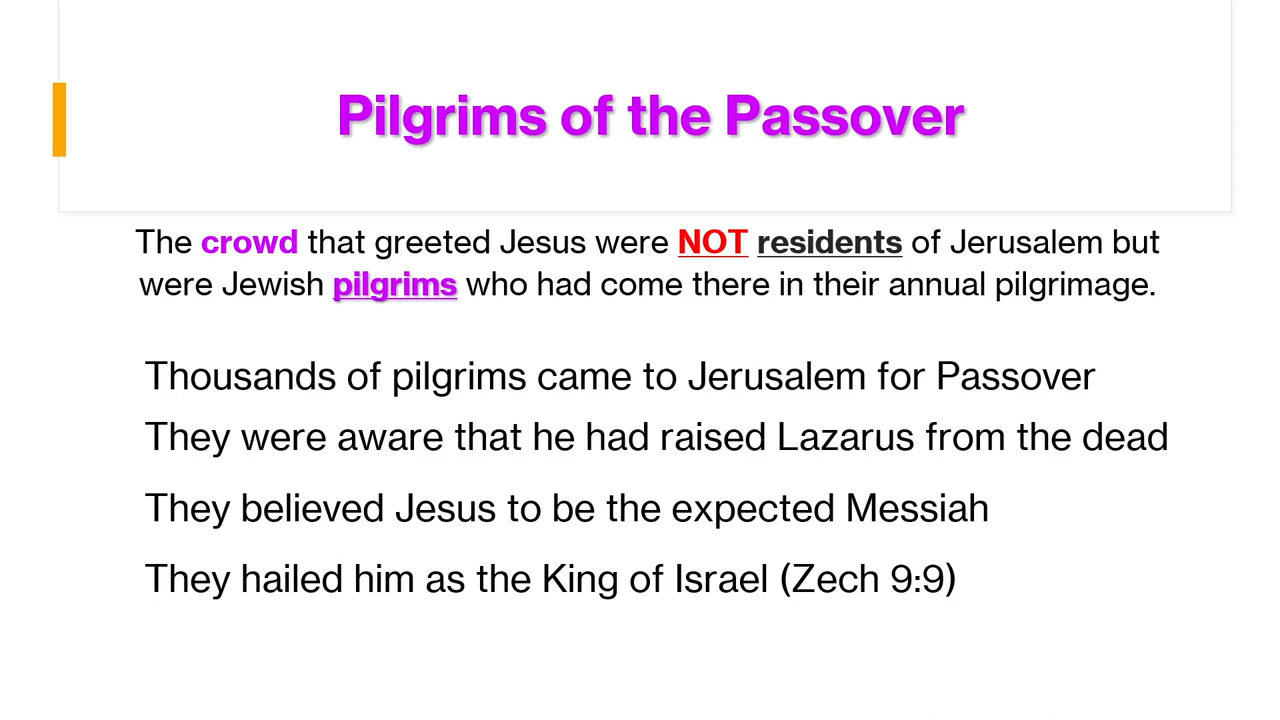 Pilgrims of the Passover
The crowd that greeted Jesus were NOT residents of Jerusalem but
were Jewish pilgrims who had come there in their annual pilgrimage.
Thousands of pilgrims came to Jerusalem for Passover
They were aware that he had raised Lazarus from the dead
They believed Jesus to be the expected Messiah
They hailed him as the King of Israel (Zech 9:9)